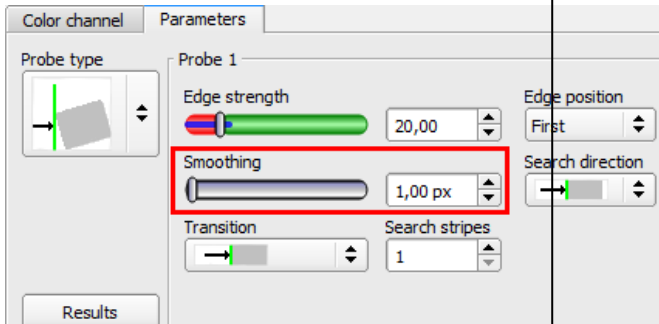 Color channel Parameters
Probe type Probe 1
Edge strength Edge position
20,00 First
Smoothing Search direction
1,00 px
Transition Search stripes
1
Results